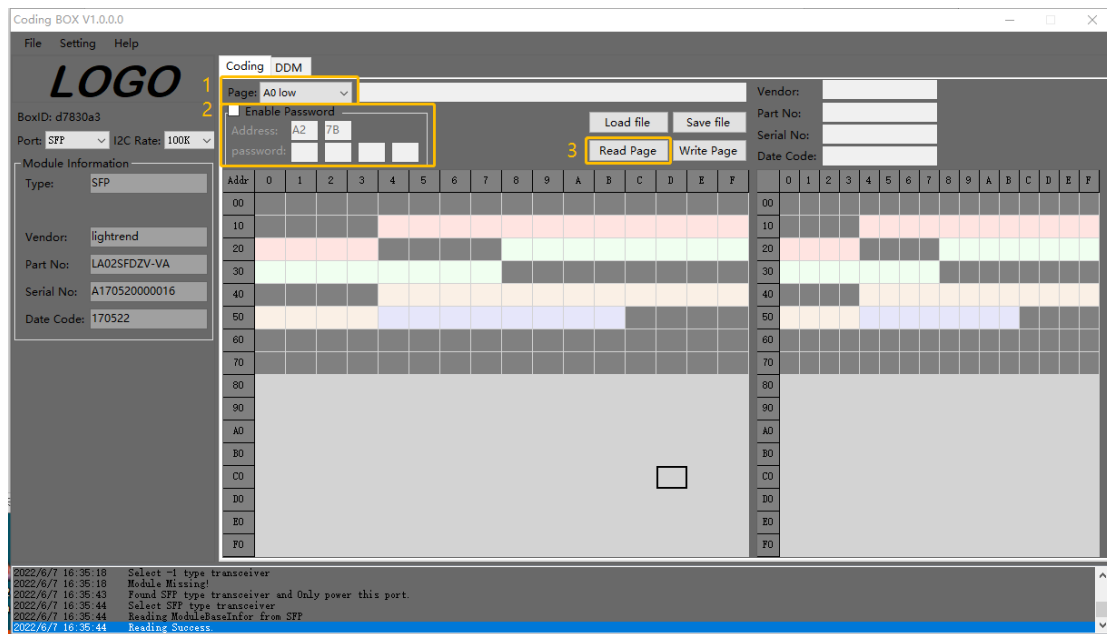 Coding BOX V1.0.0.0
File Setting Help
LOGO
BoxID: d7830a3
Port: SFP I2C Rate: 100K
Module Information
Type: SFP
Vendor: lightrend
Part No: LA02SFDZV-VA
Serial No: A170520000016
Date Code: 170522
Coding DDM
1
Page: A0 low
2
Enable Password
Address: A2 7B
password:
Load file Save file
3
Read Page Write Page
Vendor:
Part No:
Serial No:
Date Code:
Addr 0 1 2 3 4 5 6 7 8 9 A B C D E F
00
10
20
30
40
50
60
70
80
90
A0
B0
C0
D0
E0
F0
0 1 2 3 4 5 6 7 8 9 A B C D E F
00
10
20
30
40
50
60
70
80
90
A0
B0
C0
D0
E0
F0
2022/6/7 16:35:18 Select -1 type transceiver
2022/6/7 16:35:18 Module Missing!
2022/6/7 16:35:43 Found SFP type transceiver and Only power this port.
2022/6/7 16:35:44 Select SFP type transceiver
2022/6/7 16:35:44 Reading ModuleBaseInfor from SFP
2022/6/7 16:35:44 Reading Success.